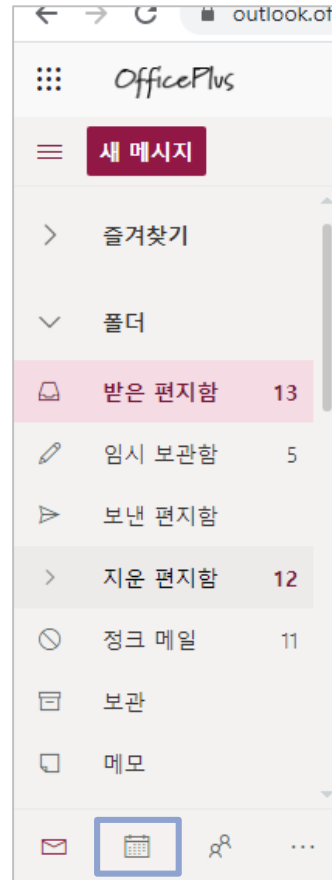 outlook.of
OfficePlus
새 메시지
즐겨찾기
폴더
받은 편지함 13
임시 보관함 5
보낸 편지함
지운 편지함 12
정크 메일 11
보관
메모